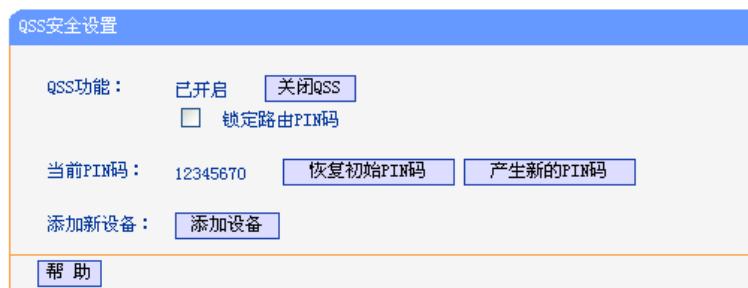 QSS安全设置
QSS功能： 已开启 关闭QSS
锁定路由PIN码
当前PIN码： 12345670 恢复初始PIN码 产生新的PIN码
添加新设备： 添加设备
帮 助